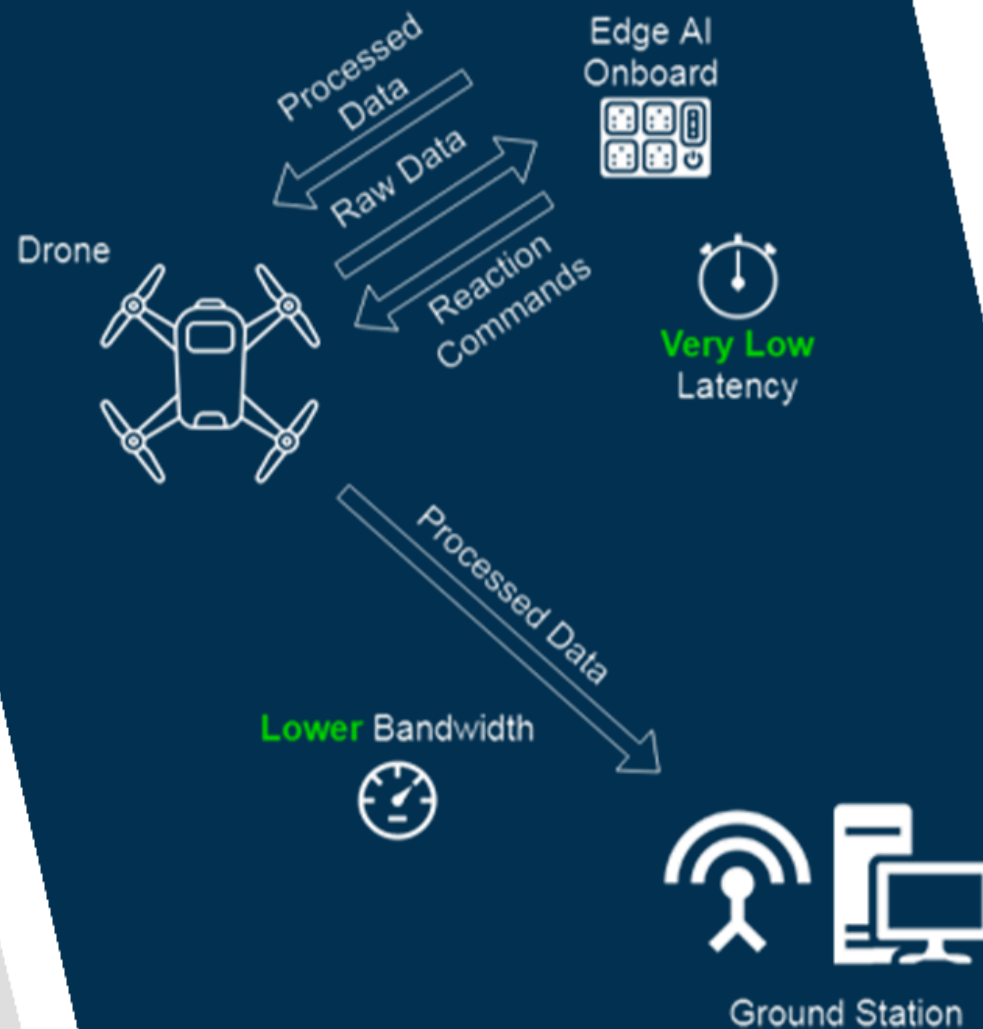 Edge AI
Onboard
Processed
Data
Raw Data
Reaction
Commands
Drone
Very Low
Latency
Processed Data
Lower Bandwidth
Ground Station